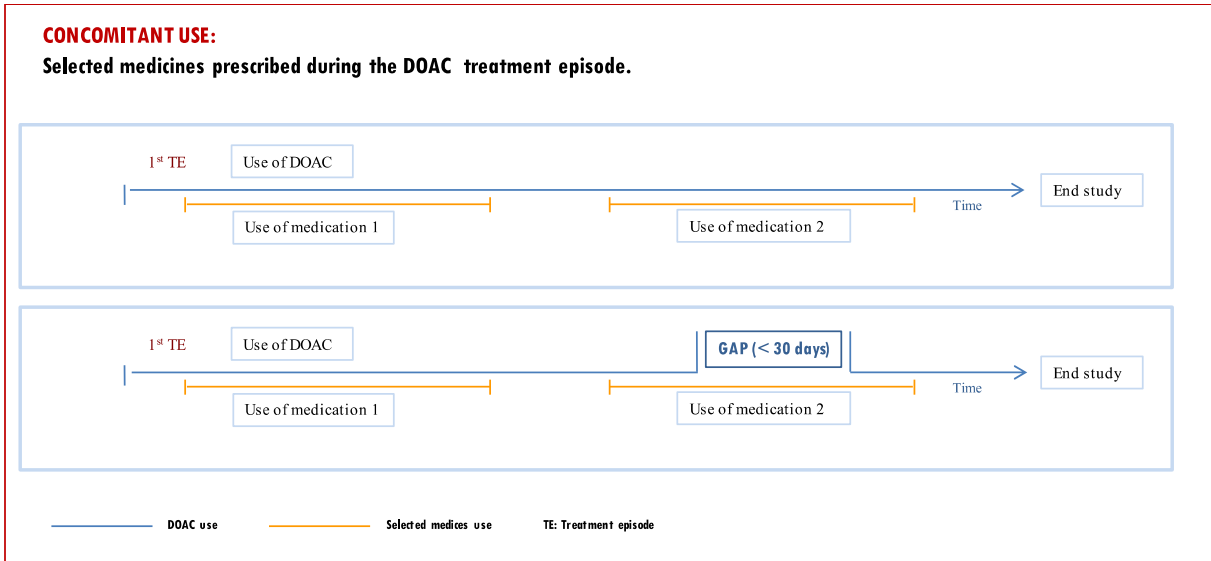 CONCOMITANT USE:
Selected medicines prescribed during the DOAC treatment episode.
1st TE
Use of DOAC
End study
Time
Use of medication 1
Use of medication 2
1st TE
Use of DOAC
GAP (< 30 days)
End study
Time
Use of medication 1
Use of medication 2
DOAC use
Selected medices use
TE: Treatment episode